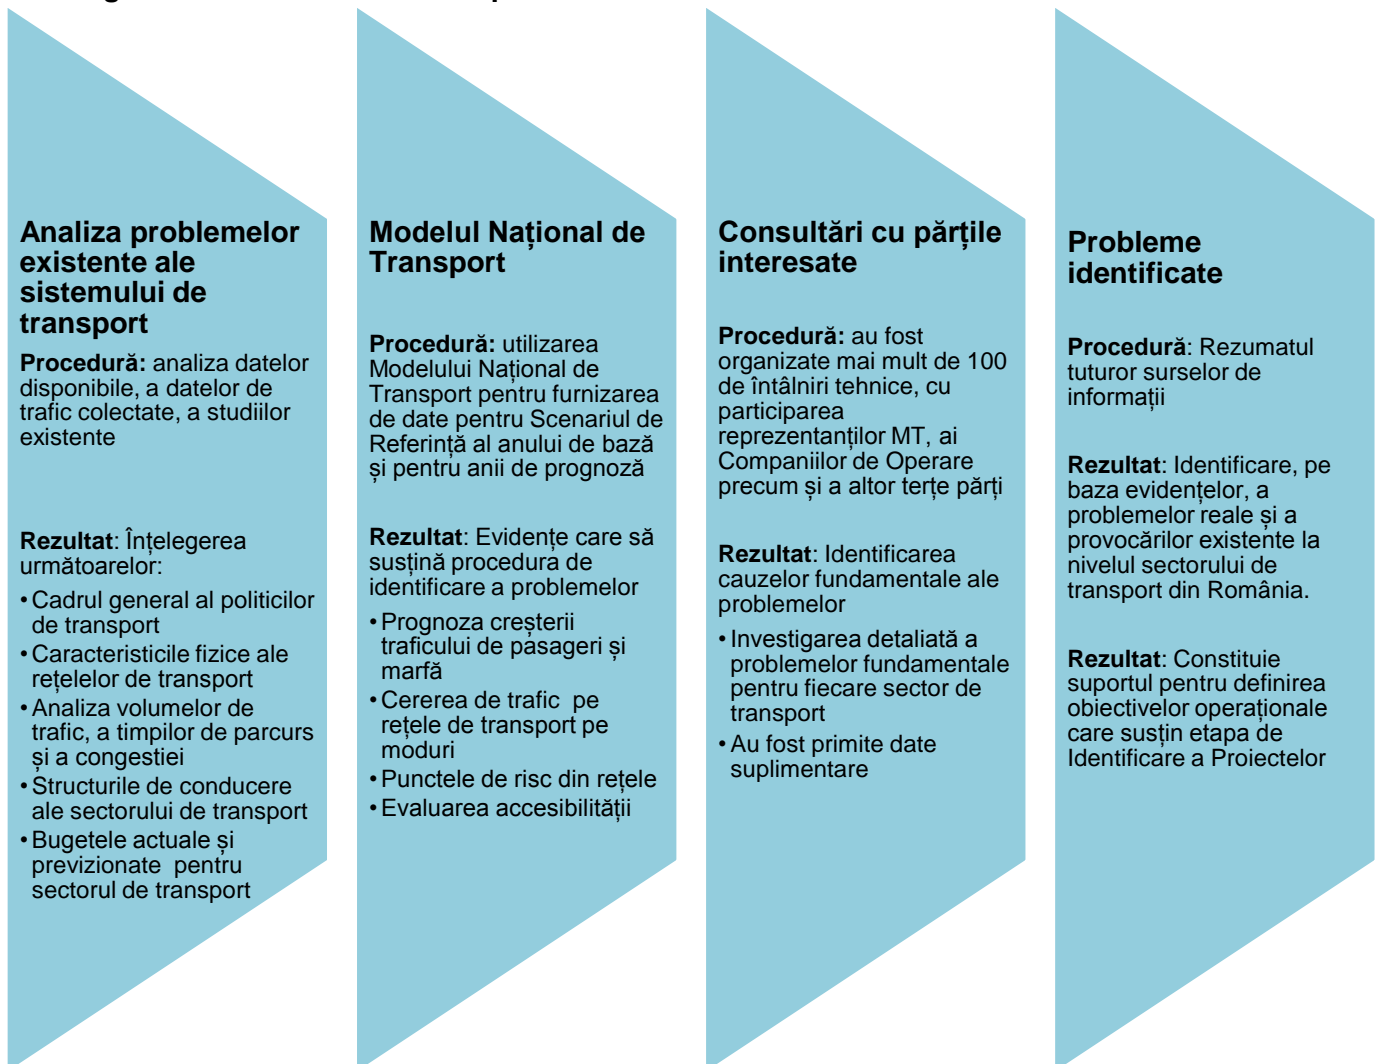 Analiza problemelor
existente ale
sistemului de
transport
Procedură: analiza datelor
disponibile, a datelor de
trafic colectate, a studiilor
existente
Rezultat: Înțelegerea
următoarelor:
• Cadrul general al politicilor
de transport
• Caracteristicile fizice ale
rețelelor de transport
• Analiza volumelor de
trafic, a timpilor de parcurs
și a congestiei
• Structurile de conducere
ale sectorului de transport
• Bugetele actuale și
previzionate pentru
sectorul de transport
Modelul Național de
Transport
Procedură: utilizarea
Modelului Național de
Transport pentru furnizarea
de date pentru Scenariul de
Referință al anului de bază
și pentru anii de prognoză
Rezultat: Evidențe care să
susțină procedura de
identificare a problemelor
• Prognoza creșterii
traficului de pasageri și
marfă
• Cererea de trafic pe
rețele de transport pe
moduri
• Punctele de risc din rețele
• Evaluarea accesibilității
Consultări cu părțile
interesate
Procedură: au fost
organizate mai mult de 100
de întâlniri tehnice, cu
participarea
reprezentanților MT, ai
Companiilor de Operare
precum și a altor terțe părți
Rezultat: Identificarea
cauzelor fundamentale ale
problemelor
• Investigarea detaliată a
problemelor fundamentale
pentru fiecare sector de
transport
• Au fost primite date
suplimentare
Probleme
identificate
Procedură: Rezumatul
tuturor surselor de
informații
Rezultat: Identificare, pe
baza evidențelor, a
problemelor reale și a
provocărilor existente la
nivelul sectorului de
transport din România.
Rezultat: Constituie
suportul pentru definirea
obiectivelor operaționale
care susțin etapa de
Identificare a Proiectelor